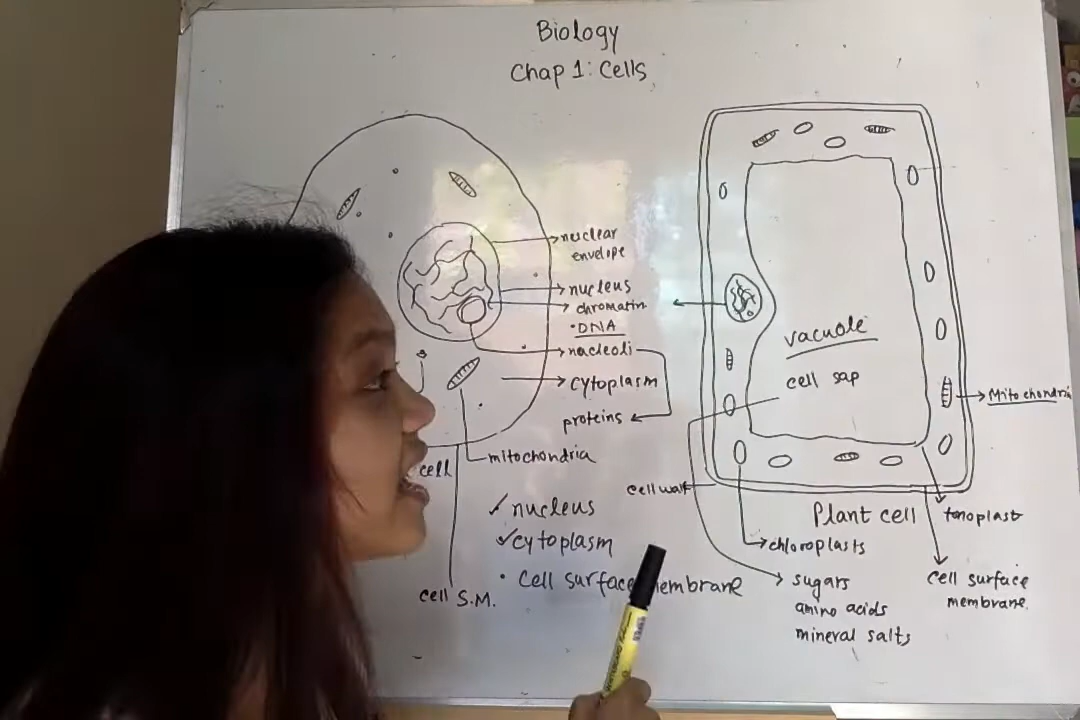 Biology
Chap 1: Cells
nuclear
envelope
nucleus
chromatin
• DNA
nucleoli
cytoplasm
proteins
mitochondria
cell
cell S.M.
✓ nucleus
✓ cytoplasm
• cell surface membrane
vacuole
cell sap
Mitochondria
cell wall
Plant cell
tonoplast
chloroplasts
cell surface
membrane
sugars
amino acids
mineral salts